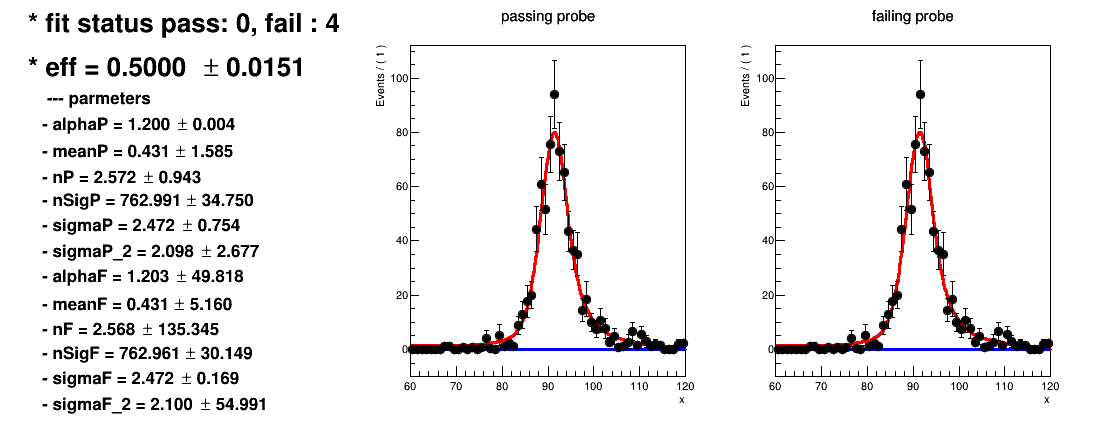 * fit status pass: 0, fail : 4
* eff = 0.5000 ± 0.0151
--- parmeters
- alphaP = 1.200 ± 0.004
- meanP = 0.431 ± 1.585
- nP = 2.572 ± 0.943
- nSigP = 762.991 ± 34.750
- sigmaP = 2.472 ± 0.754
- sigmaP_2 = 2.098 ± 2.677
- alphaF = 1.203 ± 49.818
- meanF = 0.431 ± 5.160
- nF = 2.568 ± 135.345
- nSigF = 762.961 ± 30.149
- sigmaF = 2.472 ± 0.169
- sigmaF_2 = 2.100 ± 54.991
passing probe
Events / ( 1 )
100
80
60
40
20
0
60 70 80 90 100 110 120
x
failing probe
Events / ( 1 )
100
80
60
40
20
0
60 70 80 90 100 110 120
x